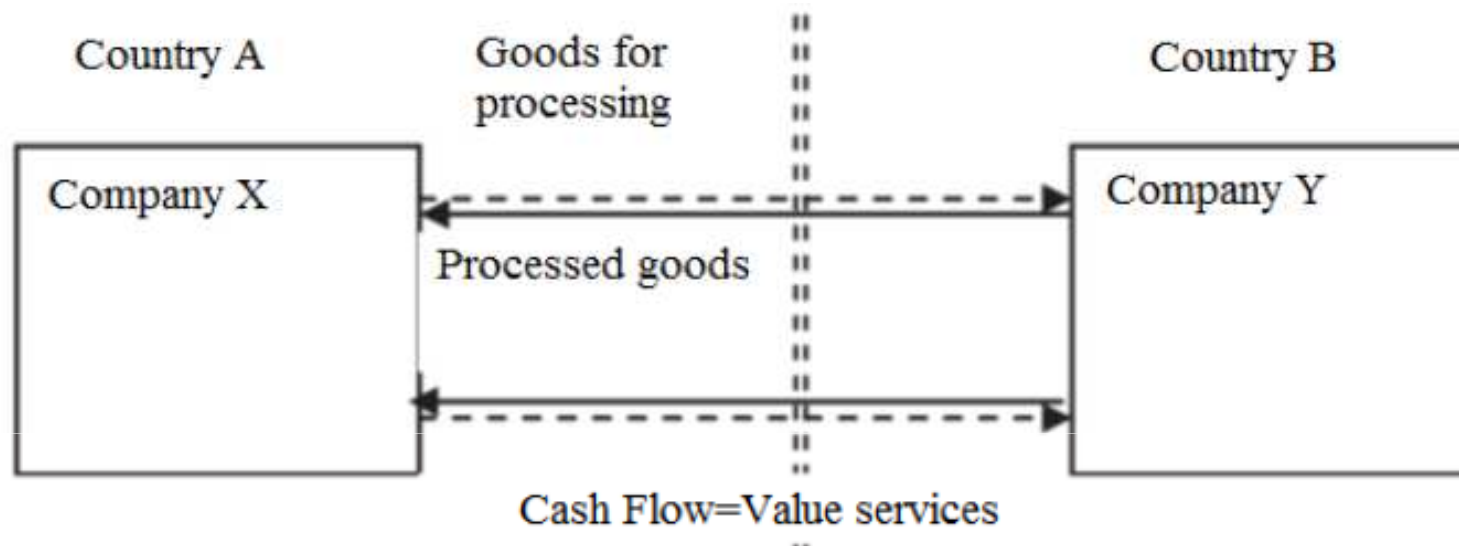 Country A
Goods for
processing
Country B
Company X
Company Y
Processed goods
Cash Flow=Value services